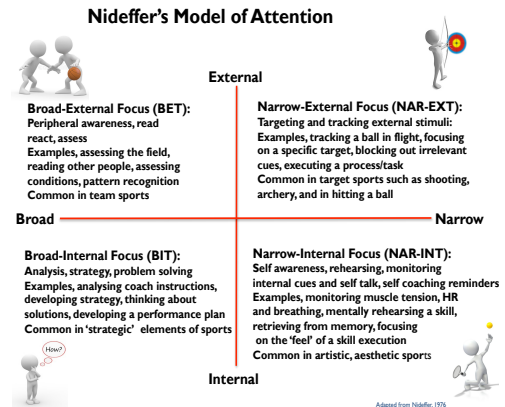 Nideffer's Model of Attention
External
Broad-External Focus (BET):
Peripheral awareness, read
react, assess
Examples, assessing the field,
reading other people, assessing
conditions, pattern recognition
Common in team sports
Narrow-External Focus (NAR-EXT):
Targeting and tracking external stimuli:
Examples, tracking a ball in flight, focusing
on a specific target, blocking out irrelevant
cues, executing a process/task
Common in target sports such as shooting,
archery, and in hitting a ball
Broad
Narrow
Broad-Internal Focus (BIT):
Analysis, strategy, problem solving
Examples, analysing coach instructions,
developing strategy, thinking about
solutions, developing a performance plan
Common in 'strategic' elements of sports
Narrow-Internal Focus (NAR-INT):
Self awareness, rehearsing, monitoring
internal cues and self talk, self coaching reminders
Examples, monitoring muscle tension, HR
and breathing, mentally rehearsing a skill,
retrieving from memory, focusing
on the 'feel' of a skill execution
Common in artistic, aesthetic sports
How?
Internal
Adapted from Nideffer, 1976